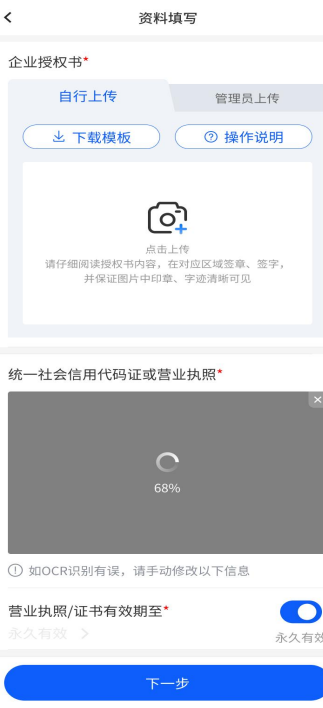 资料填写
企业授权书*
自行上传
管理员上传
下载模板
操作说明
点击上传
请仔细阅读授权书内容，在对应区域签章、签字，
并保证图片中印章、字迹清晰可见
统一社会信用代码证或营业执照*
68%
如OCR识别有误，请手动修改以下信息
营业执照/证书有效期至*
永久有效
永久有效
下一步